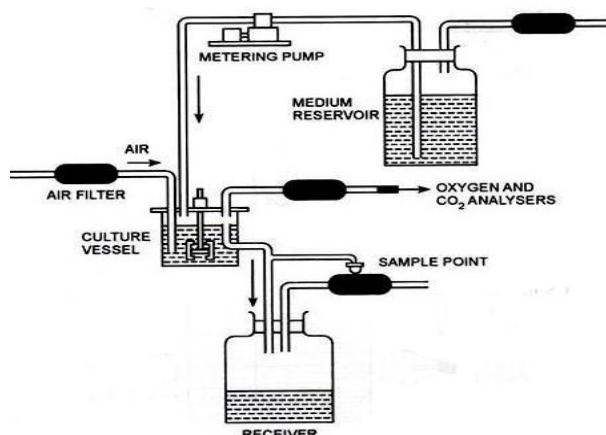 METERING PUMP
MEDIUM
RESERVOIR
AIR
AIR FILTER
OXYGEN AND
CO₂ ANALYSERS
CULTURE
VESSEL
SAMPLE POINT
RECEIVER